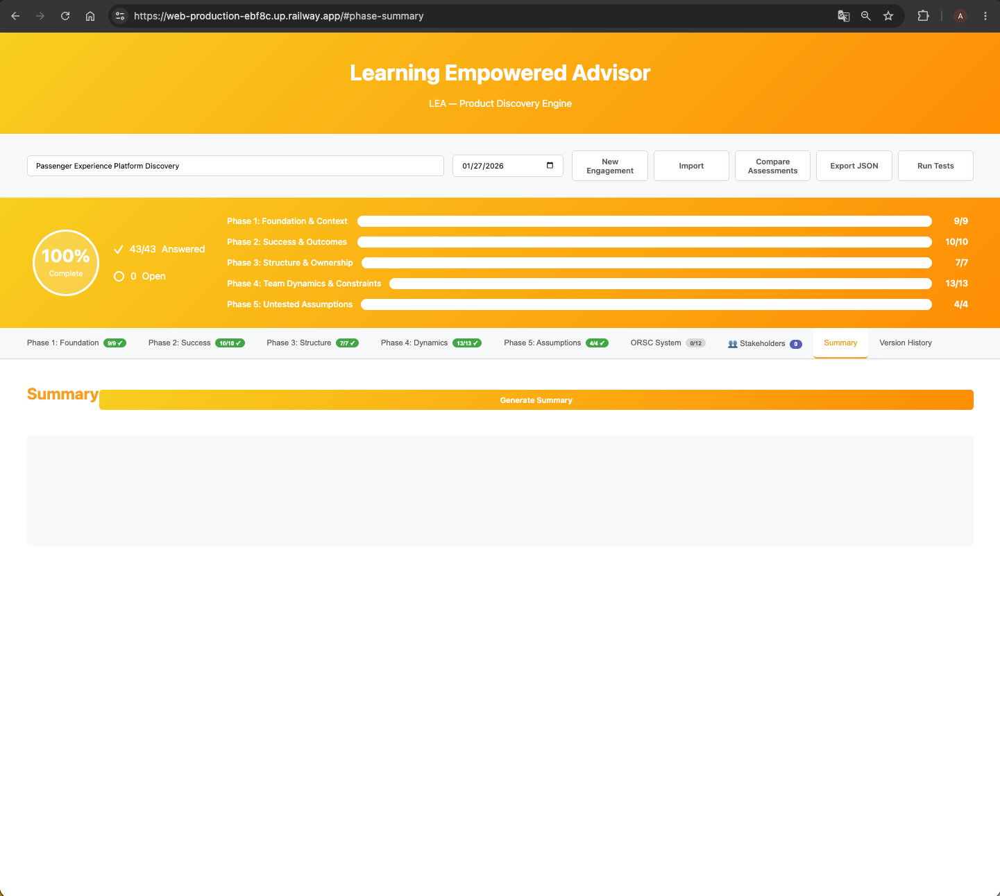 https://web-production-ebf8c.up.railway.app/#phase-summary
A
Learning Empowered Advisor
LEA — Product Discovery Engine
Passenger Experience Platform Discovery
01/27/2026
New Engagement
Import
Compare Assessments
Export JSON
Run Tests
100%
Complete
43/43 Answered
0 Open
Phase 1: Foundation & Context 9/9
Phase 2: Success & Outcomes 10/10
Phase 3: Structure & Ownership 7/7
Phase 4: Team Dynamics & Constraints 13/13
Phase 5: Untested Assumptions 4/4
Phase 1: Foundation 9/9 ✓
Phase 2: Success 10/10 ✓
Phase 3: Structure 7/7 ✓
Phase 4: Dynamics 13/13 ✓
Phase 5: Assumptions 4/4 ✓
ORSC System 0/12
👥 Stakeholders 0
Summary
Version History
Summary
Generate Summary